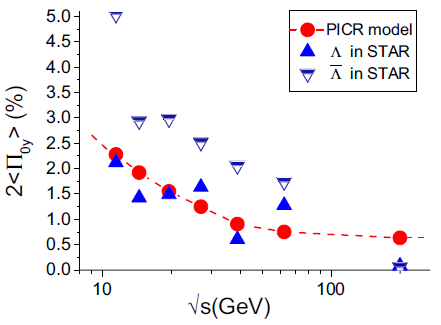 PICR model
Λ in STAR
Λ̅ in STAR
2<Π₀y> (%)
5.0
4.5
4.0
3.5
3.0
2.5
2.0
1.5
1.0
0.5
0.0
10
100
√s(GeV)